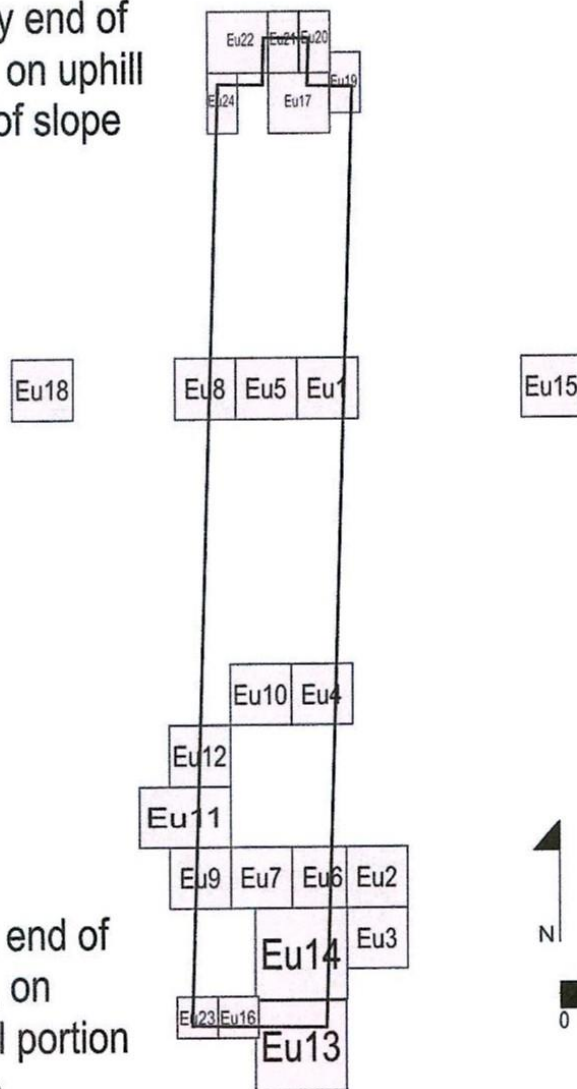 y end of
on uphill
of slope
Eu22 Eu21 Eu20
Eu19
Eu24 Eu17
Eu18 Eu8 Eu5 Eu1 Eu15
Eu10 Eu4
Eu12
Eu11
Eu9 Eu7 Eu6 Eu2
end of
on
l portion
Eu14 Eu3
N
Eu23 Eu16
0
Eu13